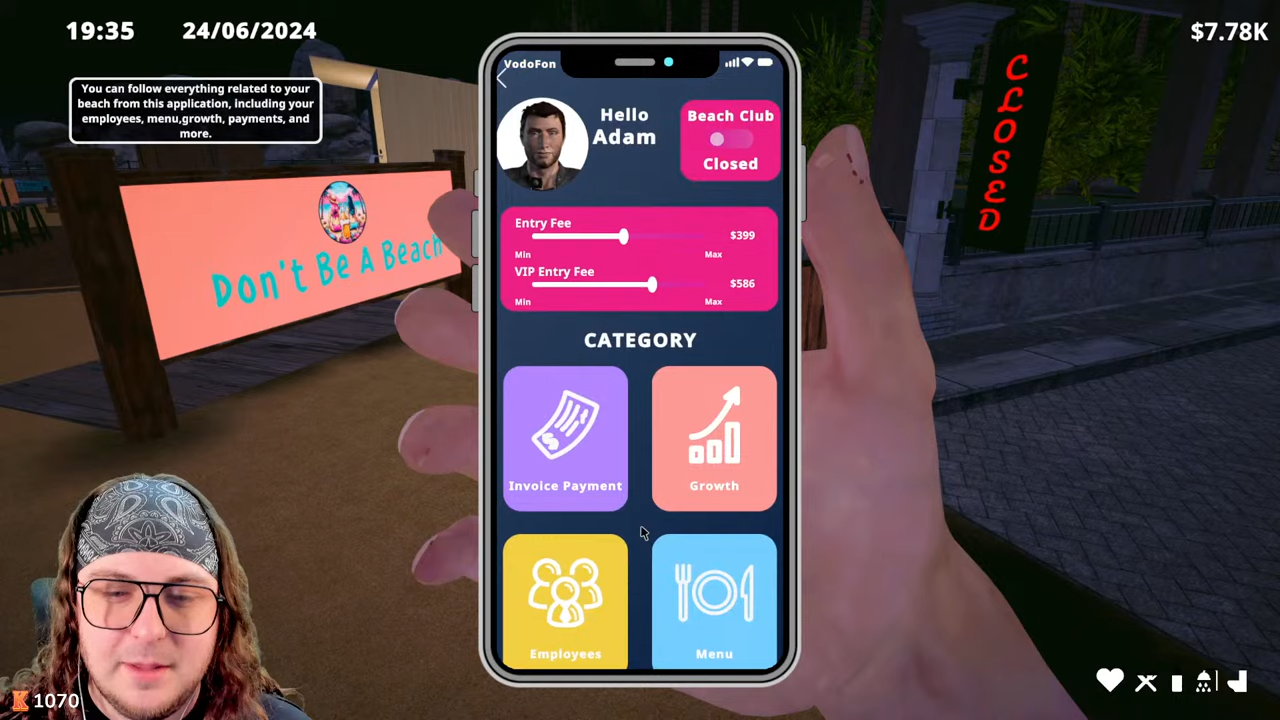 19:35
24/06/2024
$7.78K
You can follow everything related to your
beach from this application, including your
employees, menu,growth, payments, and
more.
VodoFon
Hello
Adam
Beach Club
Closed
Entry Fee
$399
Min
Max
VIP Entry Fee
$586
Min
Max
CATEGORY
Invoice Payment
Growth
Employees
Menu
Don't Be A Beach
CLOSED
K 1070